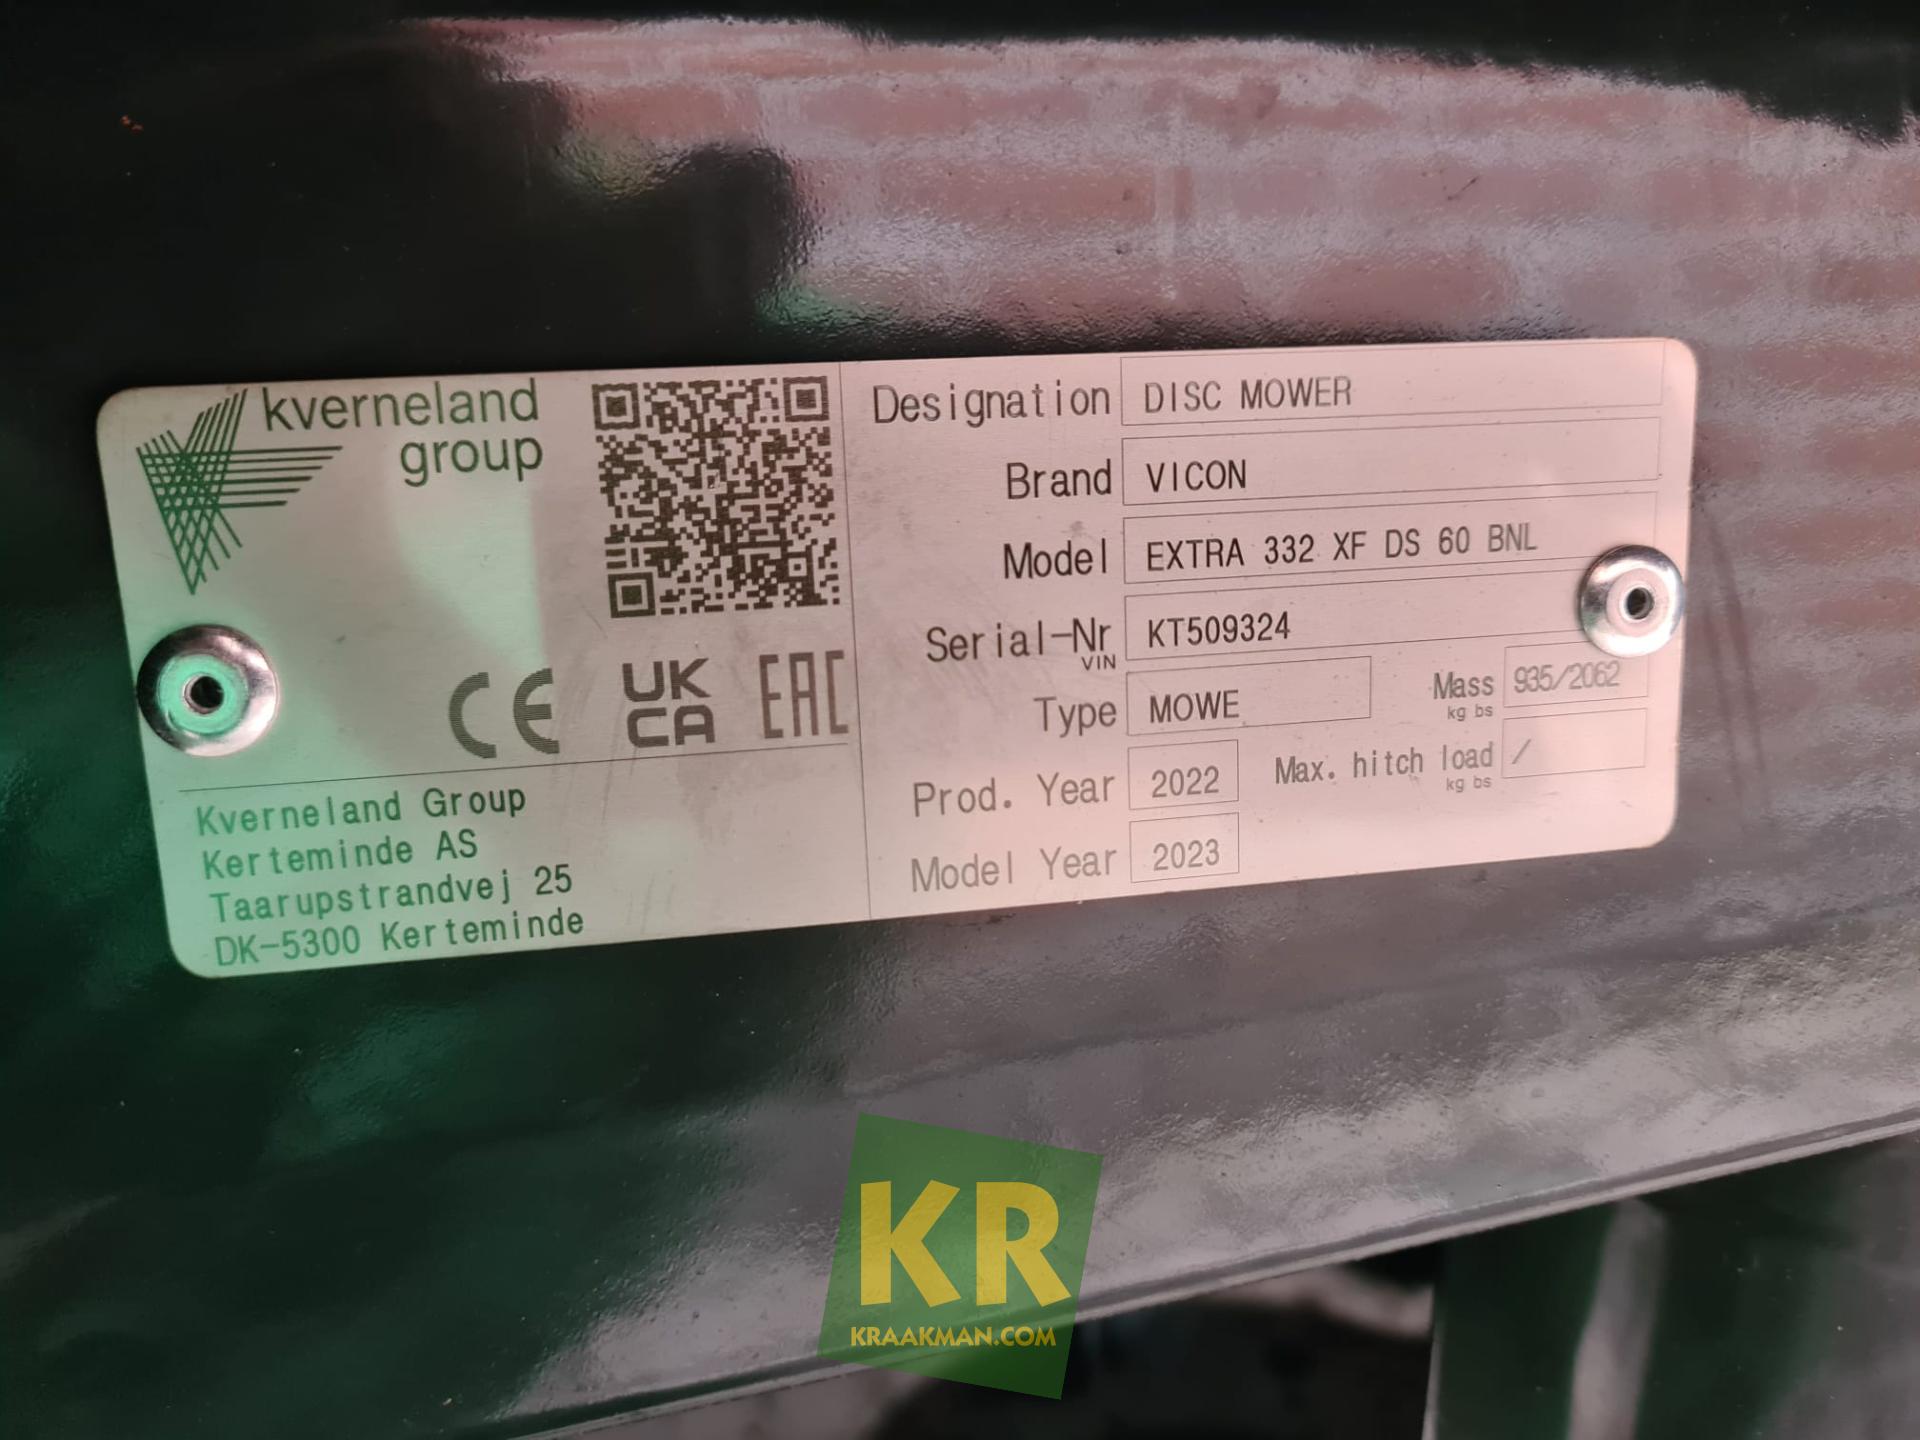 kverneland
group
CE
UK
CA
EAC
Kverneland Group
Kerteminde AS
Taarupstrandvej 25
DK-5300 Kerteminde
Designation DISC MOWER
Brand VICON
Model EXTRA 332 XF DS 60 BNL
Serial-Nr KT509324
VIN
Type MOWE
Mass 935/2062
kg bs
Prod. Year 2022
Max. hitch load /
kg bs
Model Year 2023
KR
KRAAKMAN.COM